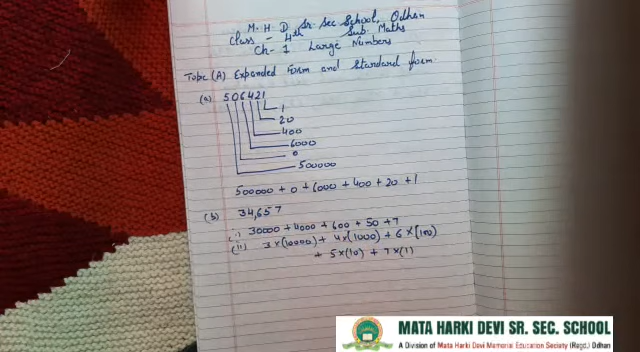 M. H. D. Sr. Sec School, Odhan
Class - 4th Sub. Maths
Ch- 1 Large Numbers
Topic (A) Expanded Form and Standard form.
(a) 506421
1
20
400
6000
0
500000
500000 + 0 + 6000 + 400 + 20 + 1
(b) 34,657
(i) 30000 + 4000 + 600 + 50 + 7
(ii) 3×(10000) + 4×(1000) + 6×(100)
+ 5×(10) + 7×(1)
MATA HARKI DEVI SR. SEC. SCHOOL
A Division of Mata Harki Devi Memorial Education Society (Regd.) Odhan